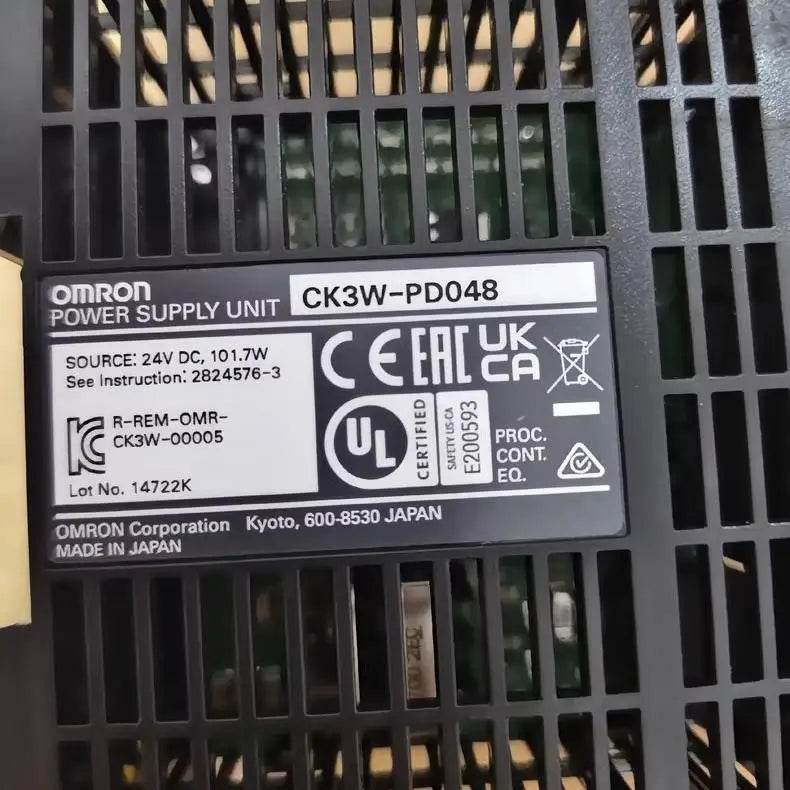 OMRON
POWER SUPPLY UNIT
CK3W-PD048
SOURCE: 24V DC, 101.7W
See Instruction: 2824576-3
R-REM-OMR-
CK3W-00005
Lot No. 14722K
CE EAC UK
CA
UL
CERTIFIED
SAFETY US-CA
E200593
PROC.
CONT.
EQ.
OMRON Corporation Kyoto, 600-8530 JAPAN
MADE IN JAPAN